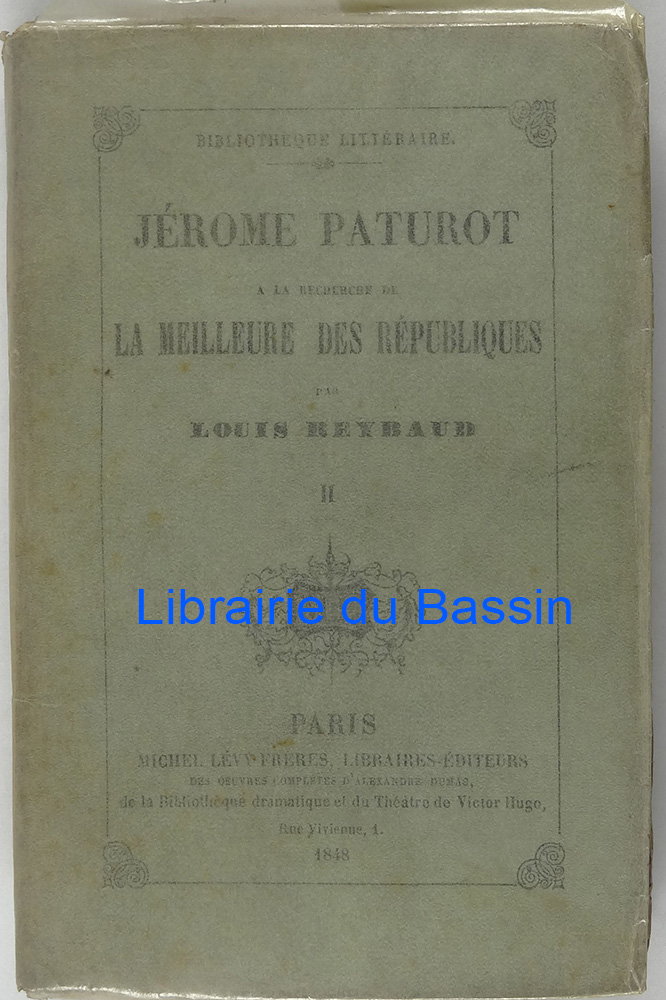 BIBLIOTHÈQUE LITTÉRAIRE.
JÉROME PATUROT
A LA RECHERCHE DE
LA MEILLEURE DES RÉPUBLIQUES
PAR
LOUIS REYBAUD
II
Librairie du Bassin
PARIS
MICHEL LÉVY FRÈRES, LIBRAIRES-ÉDITEURS
DES OEUVRES COMPLÈTES D'ALEXANDRE DUMAS,
de la Bibliothèque dramatique et du Théâtre de Victor Hugo,
Rue Vivienne, 1.
1848